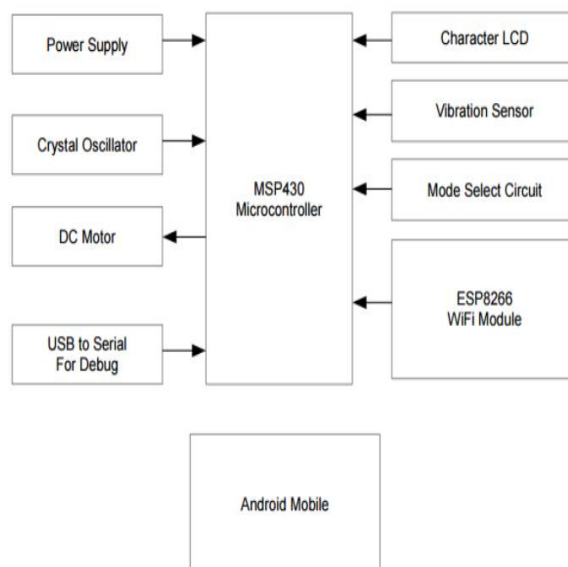 Power Supply
Character LCD
Vibration Sensor
Crystal Oscillator
MSP430
Microcontroller
Mode Select Circuit
DC Motor
ESP8266
WiFi Module
USB to Serial
For Debug
Android Mobile